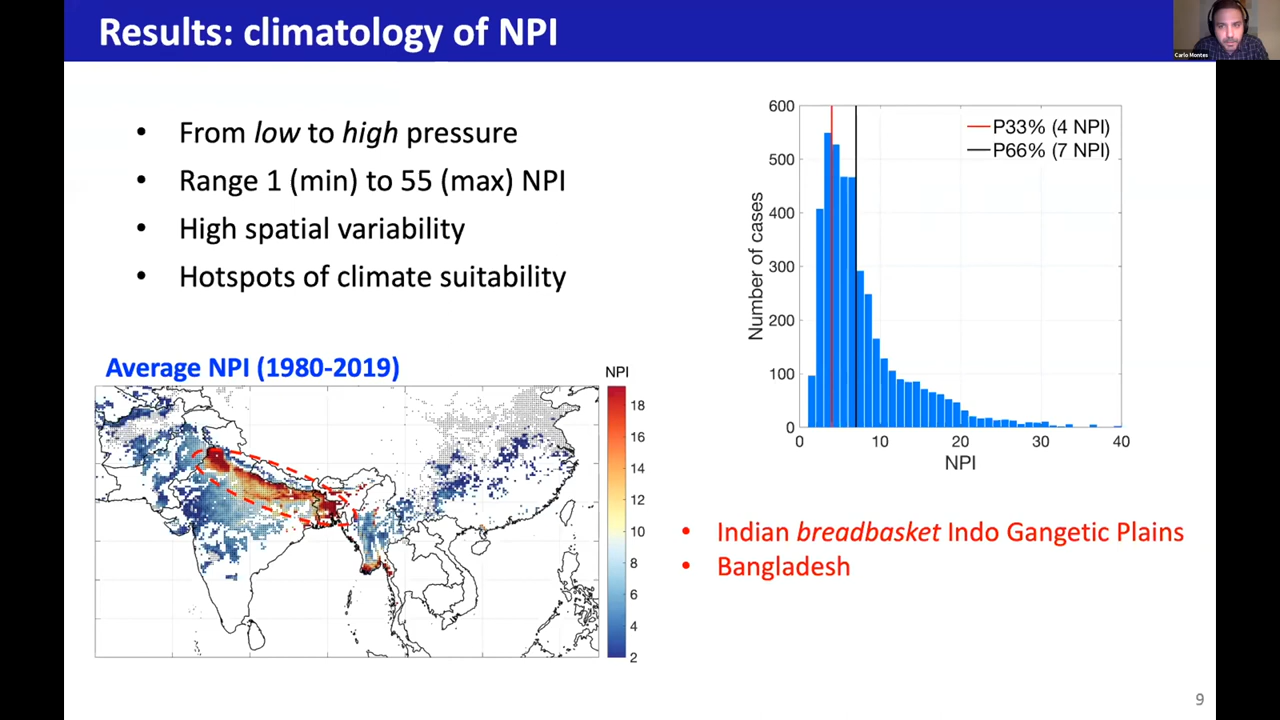 Results: climatology of NPI
Carlo Montes
• From low to high pressure
• Range 1 (min) to 55 (max) NPI
• High spatial variability
• Hotspots of climate suitability
Average NPI (1980-2019)
NPI
18
16
14
12
10
8
6
4
2
600
500
400
300
200
100
0
Number of cases
P33% (4 NPI)
P66% (7 NPI)
0 10 20 30 40
NPI
• Indian breadbasket Indo Gangetic Plains
• Bangladesh
9